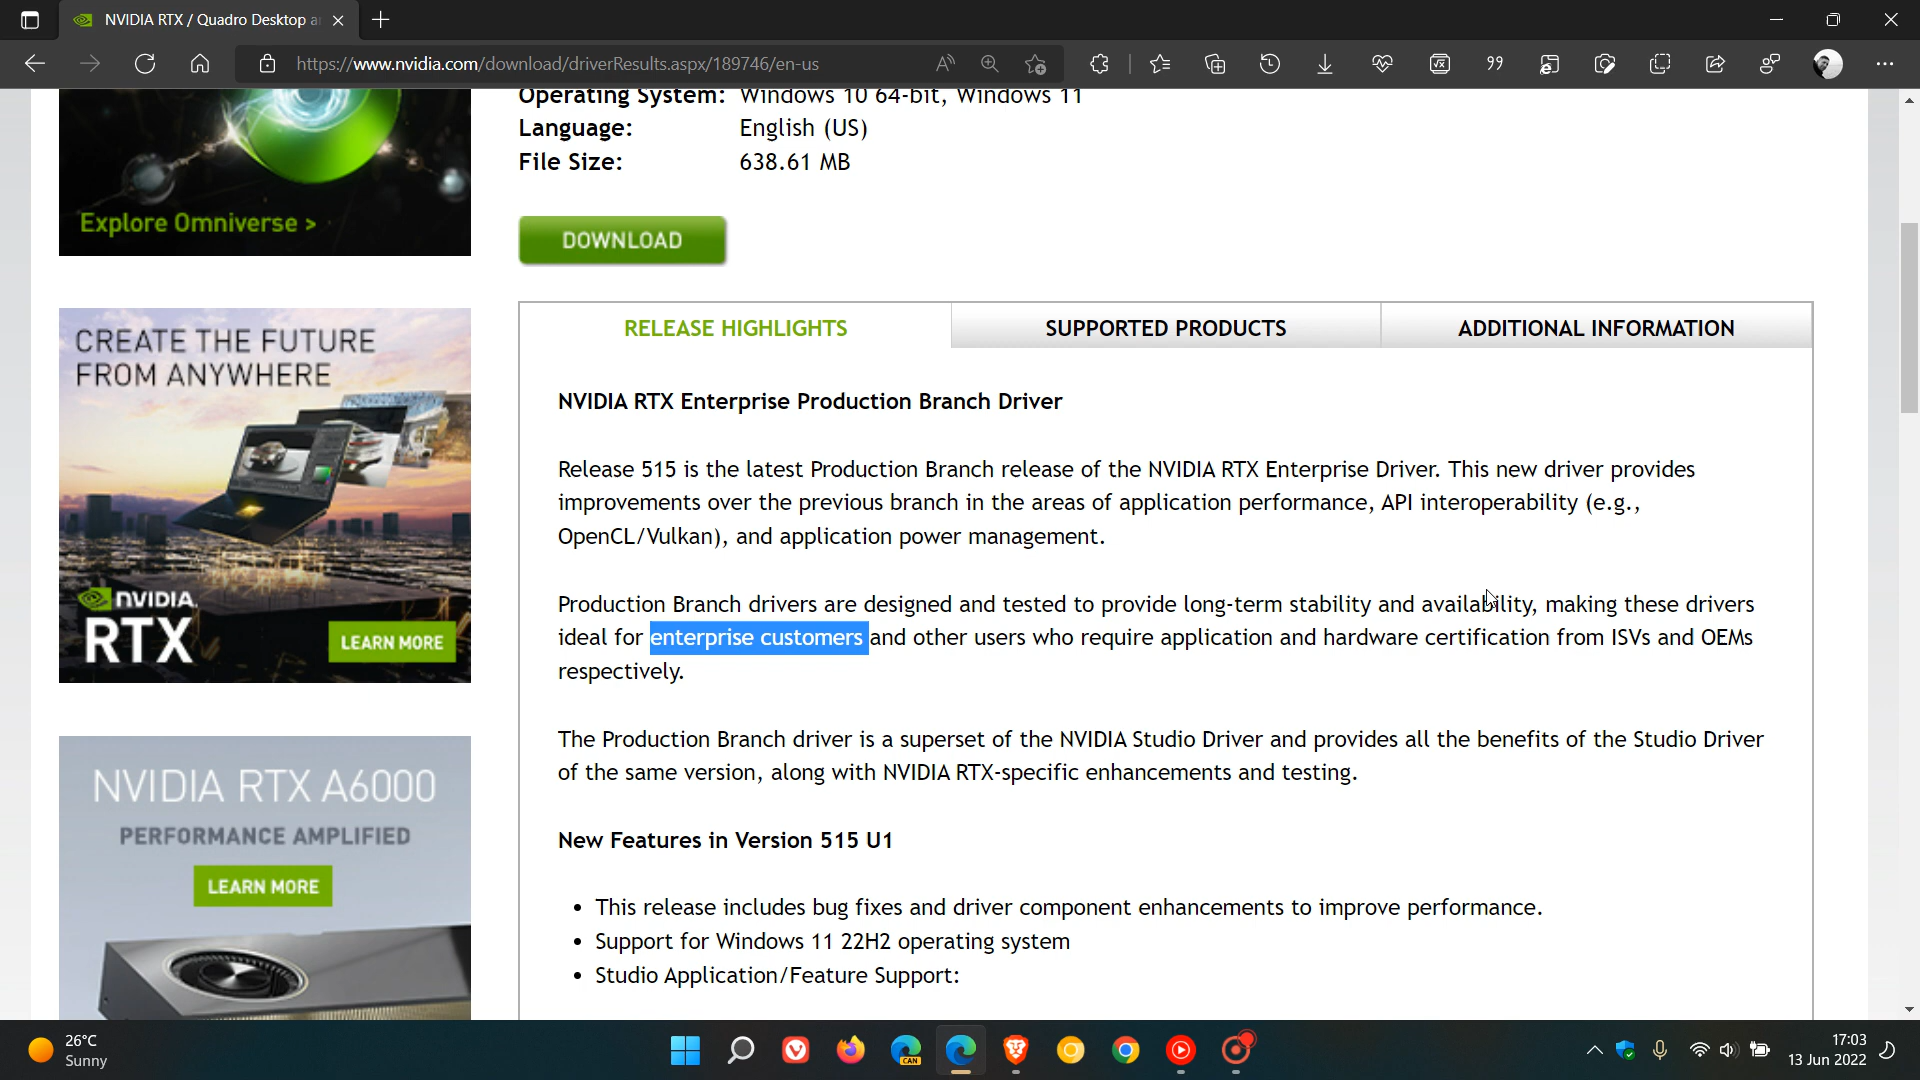 NVIDIA RTX / Quadro Desktop a
https://www.nvidia.com/download/driverResults.aspx/189746/en-us
Operating System: Windows 10 64-bit, Windows 11
Language: English (US)
File Size: 638.61 MB
Explore Omniverse >
DOWNLOAD
CREATE THE FUTURE
FROM ANYWHERE
NVIDIA.
RTX
LEARN MORE
RELEASE HIGHLIGHTS
SUPPORTED PRODUCTS
ADDITIONAL INFORMATION
NVIDIA RTX Enterprise Production Branch Driver
Release 515 is the latest Production Branch release of the NVIDIA RTX Enterprise Driver. This new driver provides
improvements over the previous branch in the areas of application performance, API interoperability (e.g.,
OpenCL/Vulkan), and application power management.
Production Branch drivers are designed and tested to provide long-term stability and availability, making these drivers
ideal for enterprise customers and other users who require application and hardware certification from ISVs and OEMs
respectively.
The Production Branch driver is a superset of the NVIDIA Studio Driver and provides all the benefits of the Studio Driver
of the same version, along with NVIDIA RTX-specific enhancements and testing.
New Features in Version 515 U1
• This release includes bug fixes and driver component enhancements to improve performance.
• Support for Windows 11 22H2 operating system
• Studio Application/Feature Support:
NVIDIA RTX A6000
PERFORMANCE AMPLIFIED
LEARN MORE
26°C
Sunny
CAN
17:03
13 Jun 2022